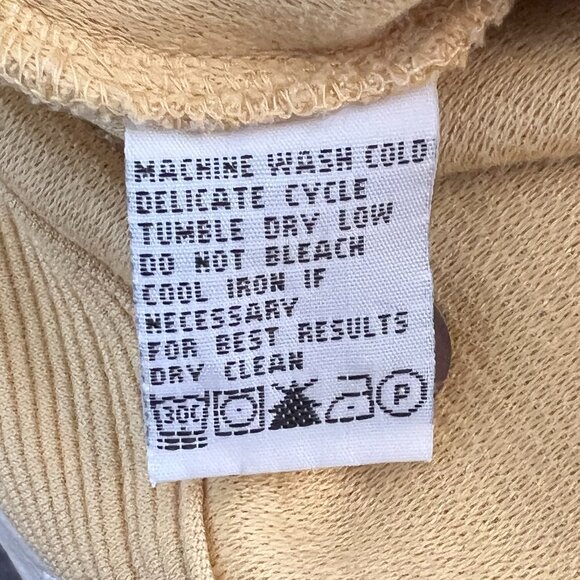 MACHINE WASH COLD
DELICATE CYCLE
TUMBLE DRY LOW
DO NOT BLEACH
COOL IRON IF
NECESSARY
FOR BEST RESULTS
DRY CLEAN
30C P